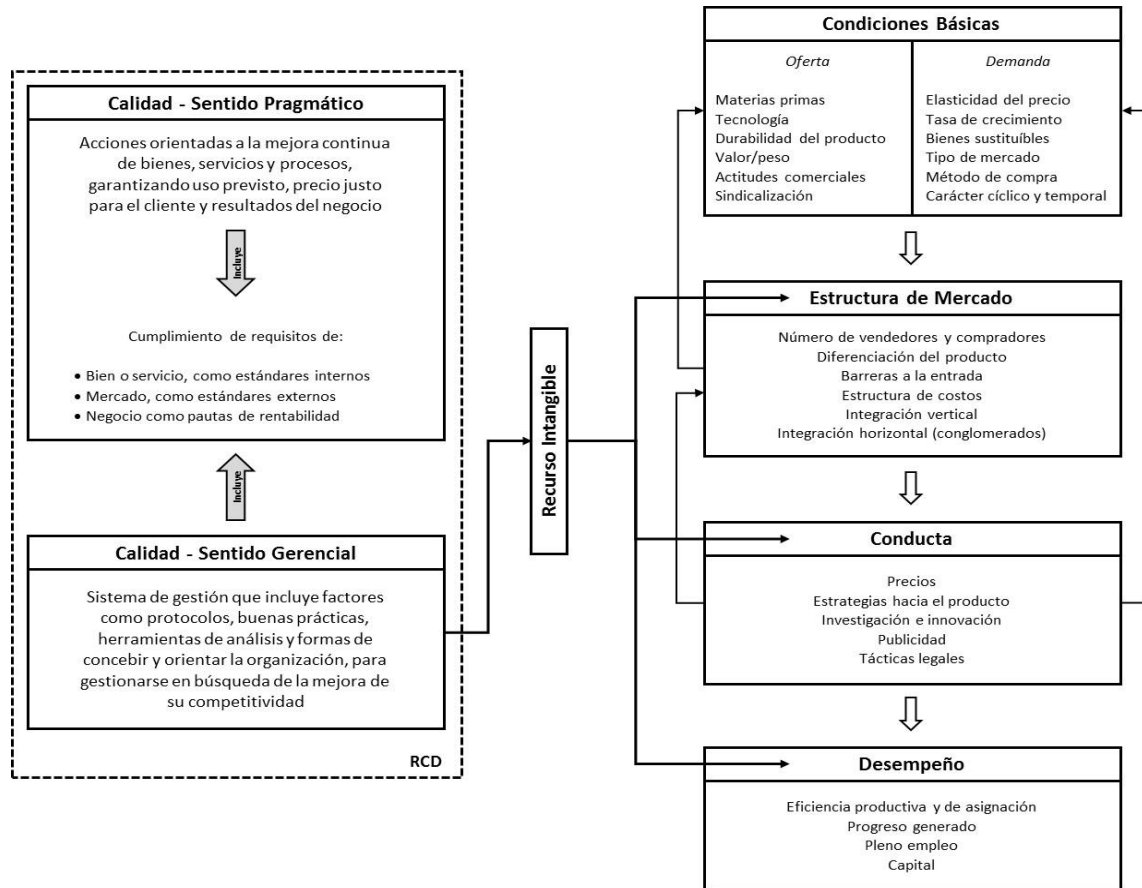 Calidad - Sentido Pragmático
Acciones orientadas a la mejora continua
de bienes, servicios y procesos,
garantizando uso previsto, precio justo
para el cliente y resultados del negocio
Incluye
Cumplimiento de requisitos de:
• Bien o servicio, como estándares internos
• Mercado, como estándares externos
• Negocio como pautas de rentabilidad
Incluye
Calidad - Sentido Gerencial
Sistema de gestión que incluye factores
como protocolos, buenas prácticas,
herramientas de análisis y formas de
concebir y orientar la organización, para
gestionarse en búsqueda de la mejora de
su competitividad
RCD
Recurso Intangible
Condiciones Básicas
Oferta
Materias primas
Tecnología
Durabilidad del producto
Valor/peso
Actitudes comerciales
Sindicalización
Demanda
Elasticidad del precio
Tasa de crecimiento
Bienes sustituíbles
Tipo de mercado
Método de compra
Carácter cíclico y temporal
Estructura de Mercado
Número de vendedores y compradores
Diferenciación del producto
Barreras a la entrada
Estructura de costos
Integración vertical
Integración horizontal (conglomerados)
Conducta
Precios
Estrategias hacia el producto
Investigación e innovación
Publicidad
Tácticas legales
Desempeño
Eficiencia productiva y de asignación
Progreso generado
Pleno empleo
Capital